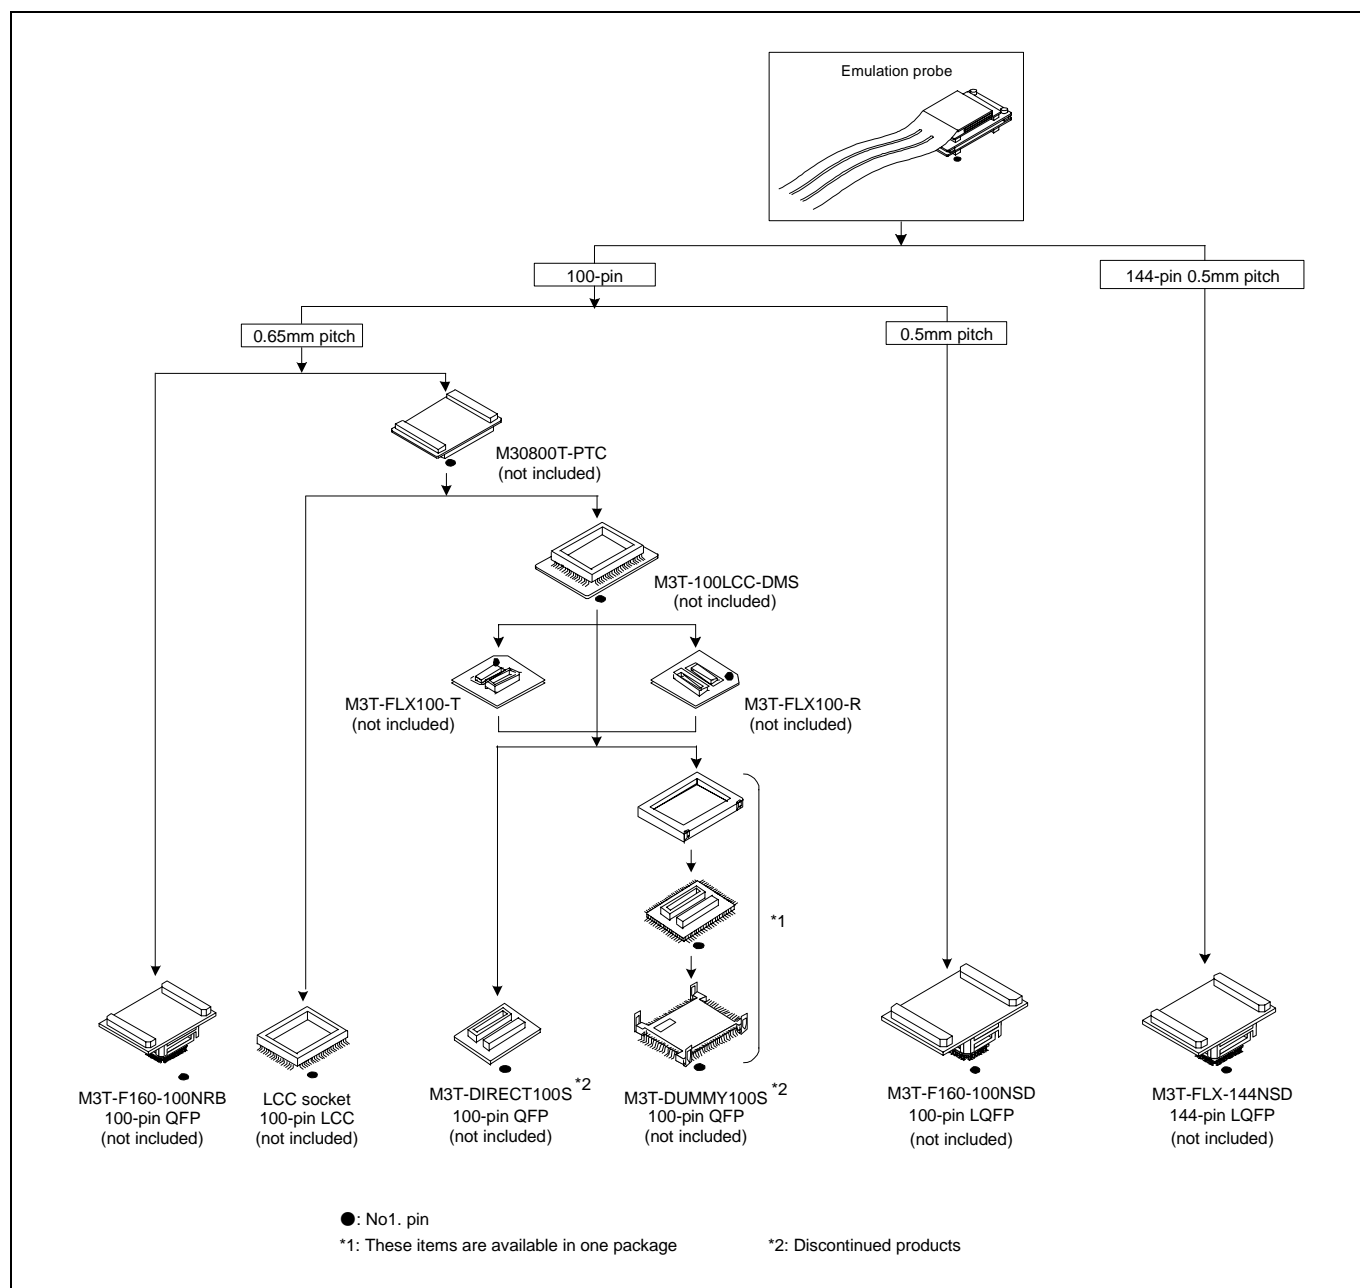 Emulation probe
100-pin
144-pin 0.5mm pitch
0.65mm pitch
0.5mm pitch
M30800T-PTC
(not included)
M3T-100LCC-DMS
(not included)
M3T-FLX100-T
(not included)
M3T-FLX100-R
(not included)
*1
M3T-F160-100NRB
100-pin QFP
(not included)
LCC socket
100-pin LCC
(not included)
M3T-DIRECT100S *2
100-pin QFP
(not included)
M3T-DUMMY100S *2
100-pin QFP
(not included)
M3T-F160-100NSD
100-pin LQFP
(not included)
M3T-FLX-144NSD
144-pin LQFP
(not included)
●: No1. pin
*1: These items are available in one package
*2: Discontinued products